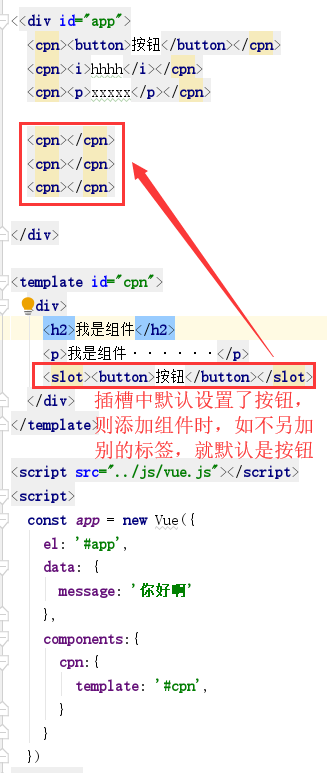 <<div id="app">
<cpn><button>按钮</button></cpn>
<cpn><i>hhhh</i></cpn>
<cpn><p>xxxxx</p></cpn>
<cpn></cpn>
<cpn></cpn>
<cpn></cpn>
</div>
<template id="cpn">
div>
<h2>我是组件</h2>
<p>我是组件······</p>
<slot><button>按钮</button></slot>
</div>
插槽中默认设置了按钮，
</template>
则添加组件时，如不另加
别的标签，就默认是按钮
<script src="../js/vue.js"></script>
<script>
const app = new Vue({
el: '#app',
data: {
message: '你好啊'
},
components:{
cpn:{
template: '#cpn',
}
}
})